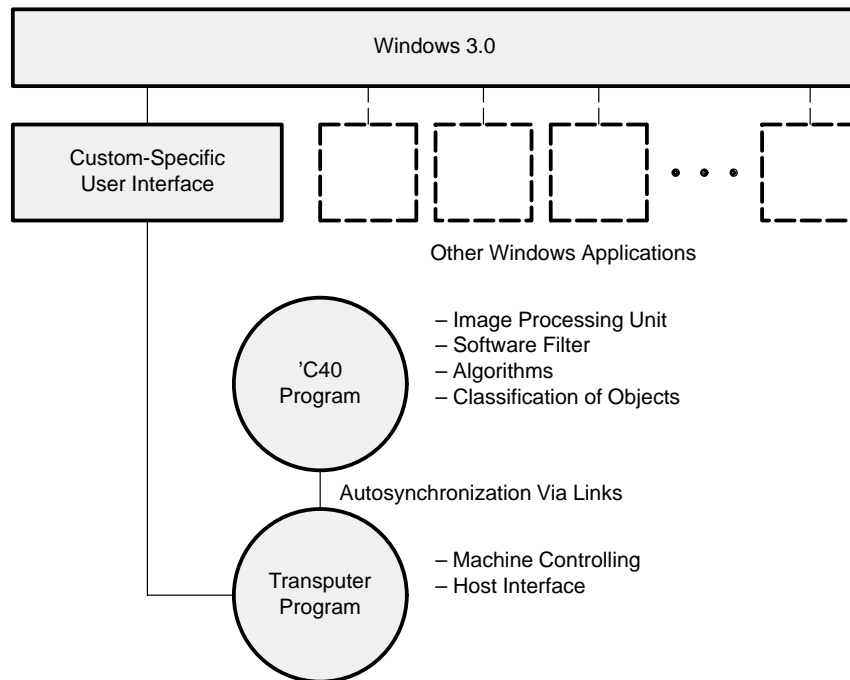 Windows 3.0
Custom-Specific
User Interface
Other Windows Applications
’C40
Program
– Image Processing Unit
– Software Filter
– Algorithms
– Classification of Objects
Autosynchronization Via Links
Transputer
Program
– Machine Controlling
– Host Interface